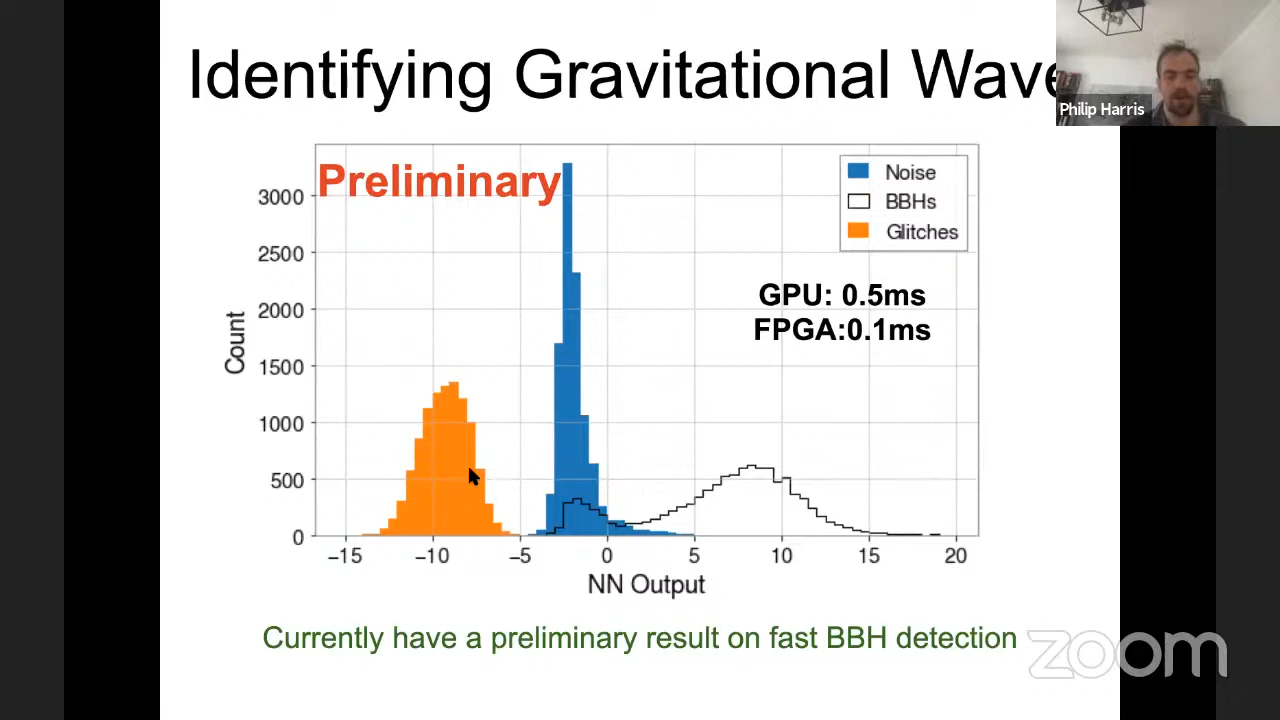 Identifying Gravitational Wave
Philip Harris
Preliminary
Noise
BBHs
Glitches
GPU: 0.5ms
FPGA:0.1ms
Count
3000
2500
2000
1500
1000
500
0
−15
−10
−5
0
5
10
15
20
NN Output
Currently have a preliminary result on fast BBH detection
zoom